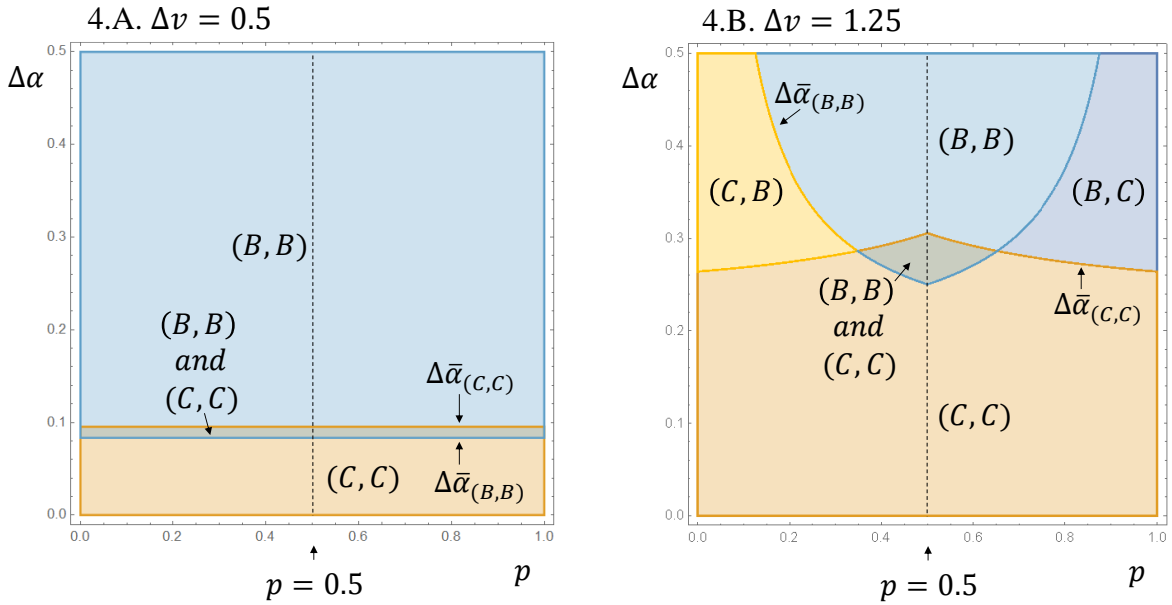 4.A. Δv = 0.5
Δα
0.5
0.4
0.3
0.2
0.1
0.0
(B, B)
(B, B)
and
(C, C)
Δᾱ(C,C)
(C, C)
Δᾱ(B,B)
0.0 0.2 0.4 0.6 0.8 1.0
p = 0.5
p
4.B. Δv = 1.25
Δα
0.5
0.4
0.3
0.2
0.1
0.0
Δᾱ(B,B)
(B, B)
(C, B)
(B, C)
(B, B)
and
(C, C)
Δᾱ(C,C)
(C, C)
0.0 0.2 0.4 0.6 0.8 1.0
p = 0.5
p